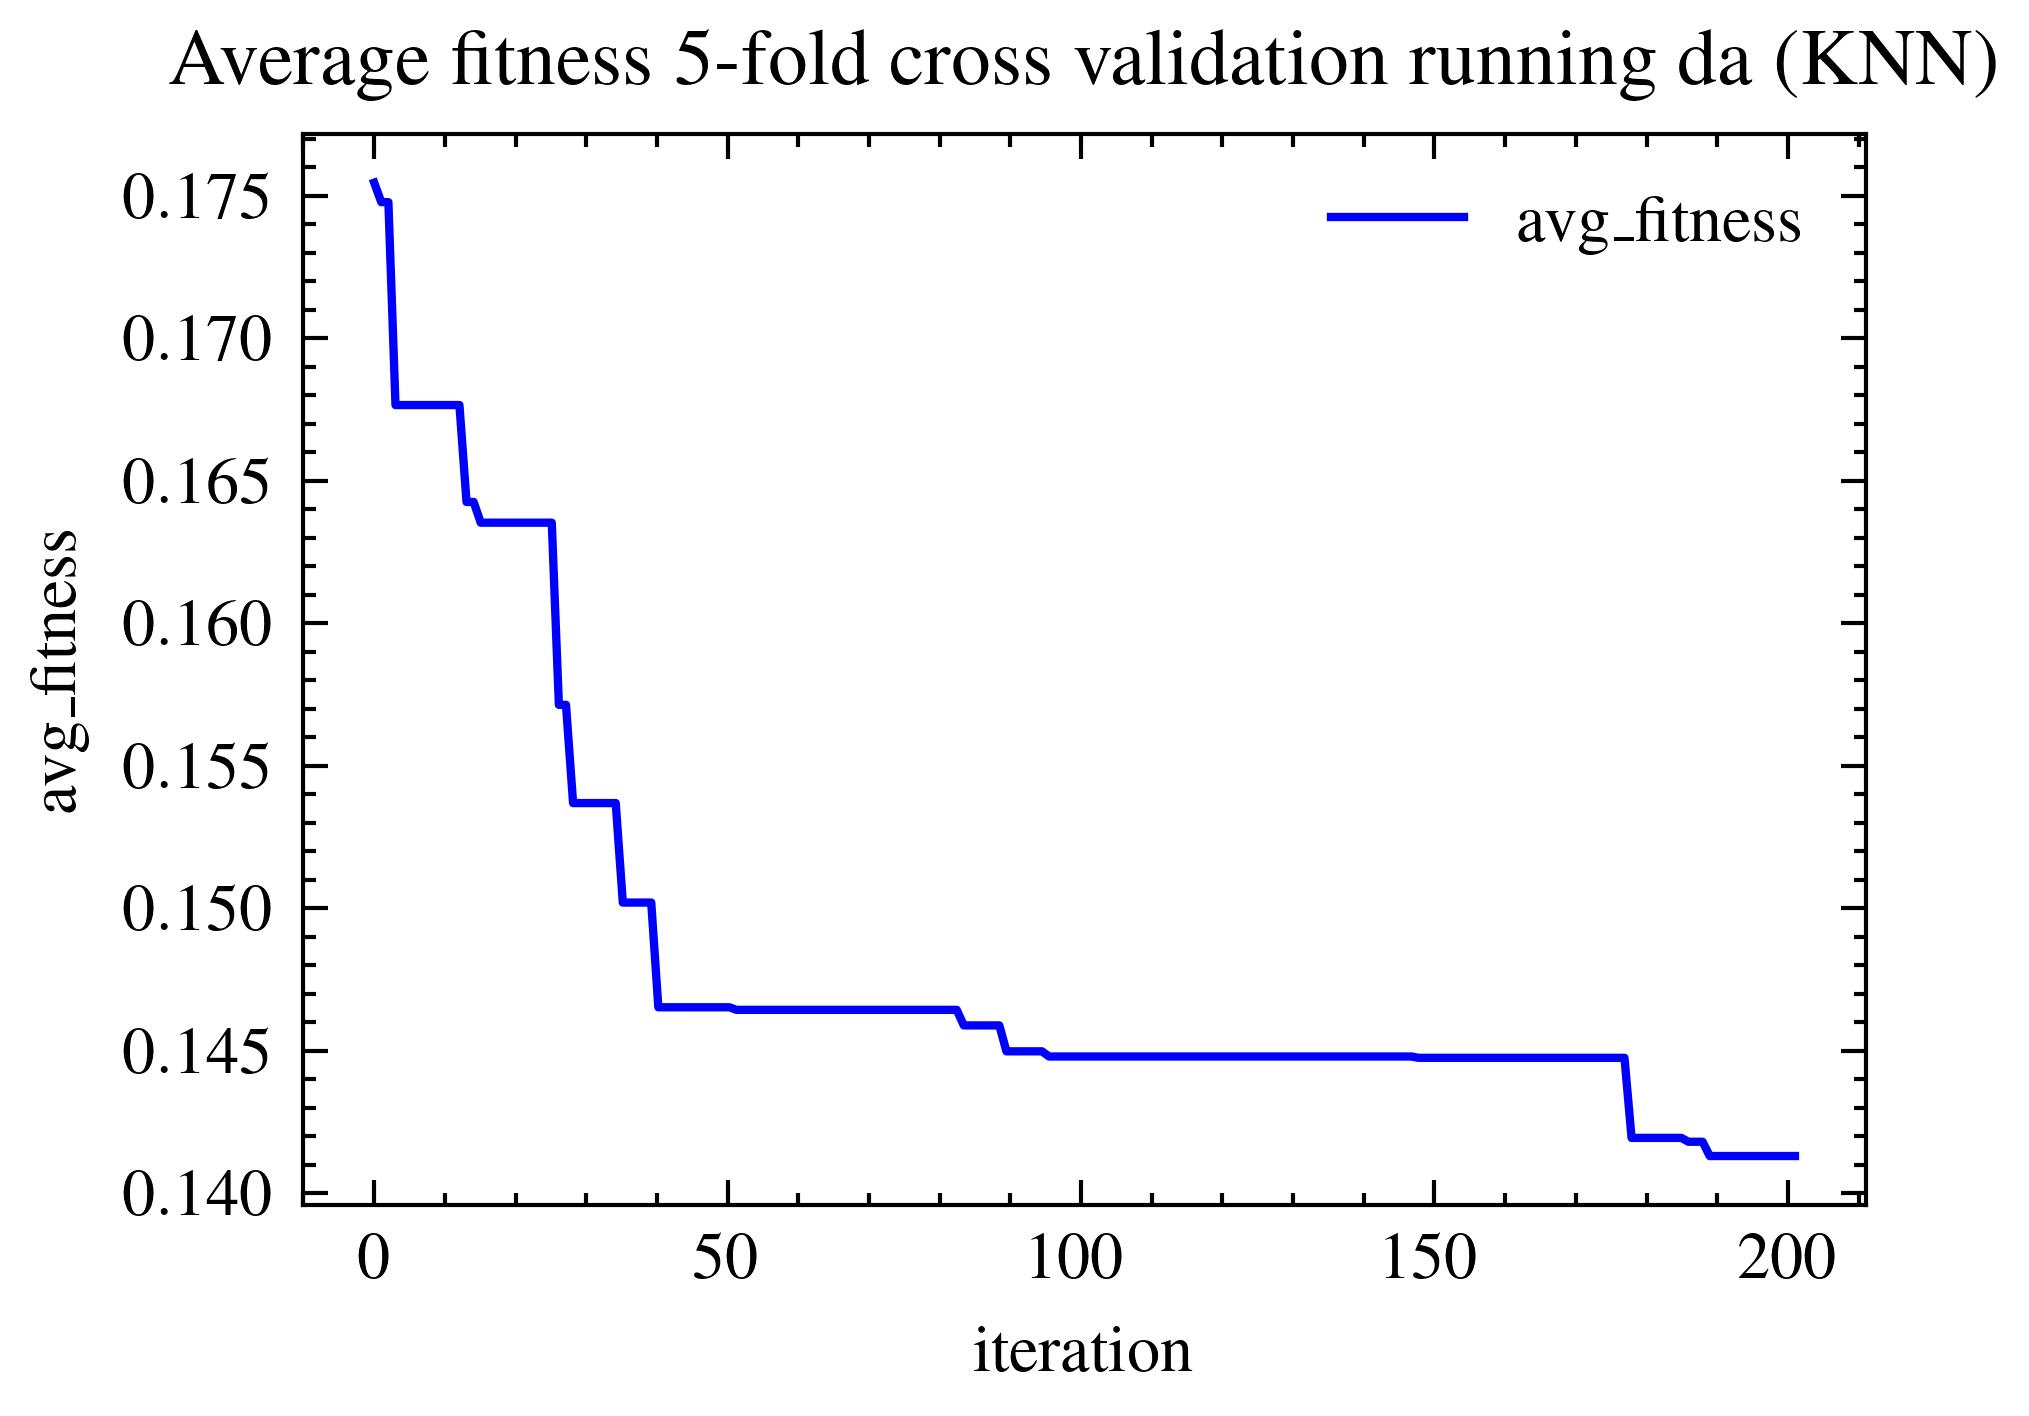 Average fitness 5-fold cross validation running da (KNN)
avg_fitness
0.175
0.170
0.165
0.160
0.155
0.150
0.145
0.140
avg_fitness
0 50 100 150 200
iteration